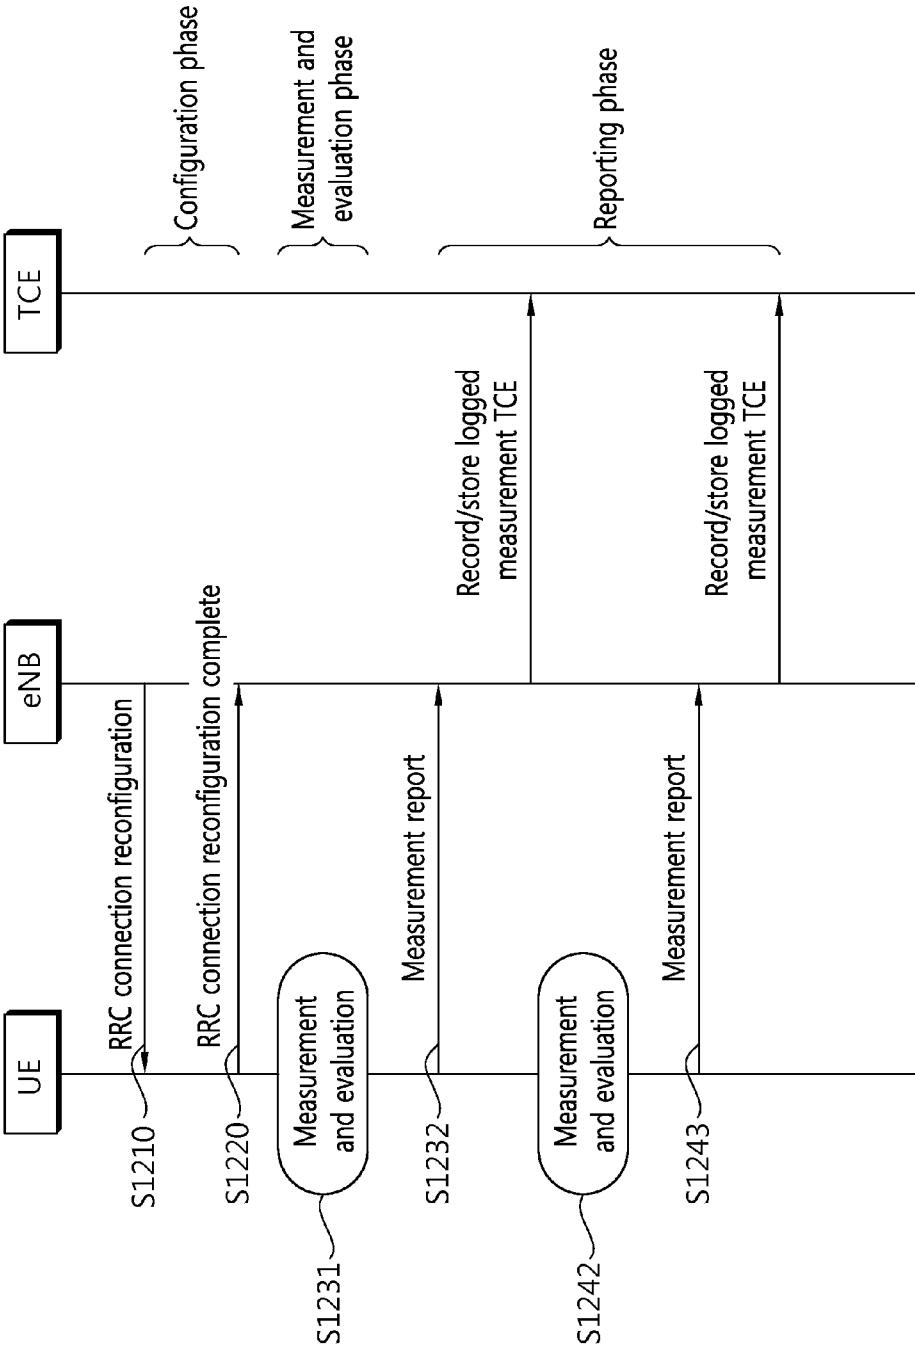 UE
eNB
TCE
RRC connection reconfiguration
S1210
Configuration phase
RRC connection reconfiguration complete
S1220
Measurement
and evaluation
S1231
Measurement and
evaluation phase
Measurement report
S1232
Record/store logged
measurement TCE
Reporting phase
Measurement
and evaluation
S1242
Measurement report
S1243
Record/store logged
measurement TCE